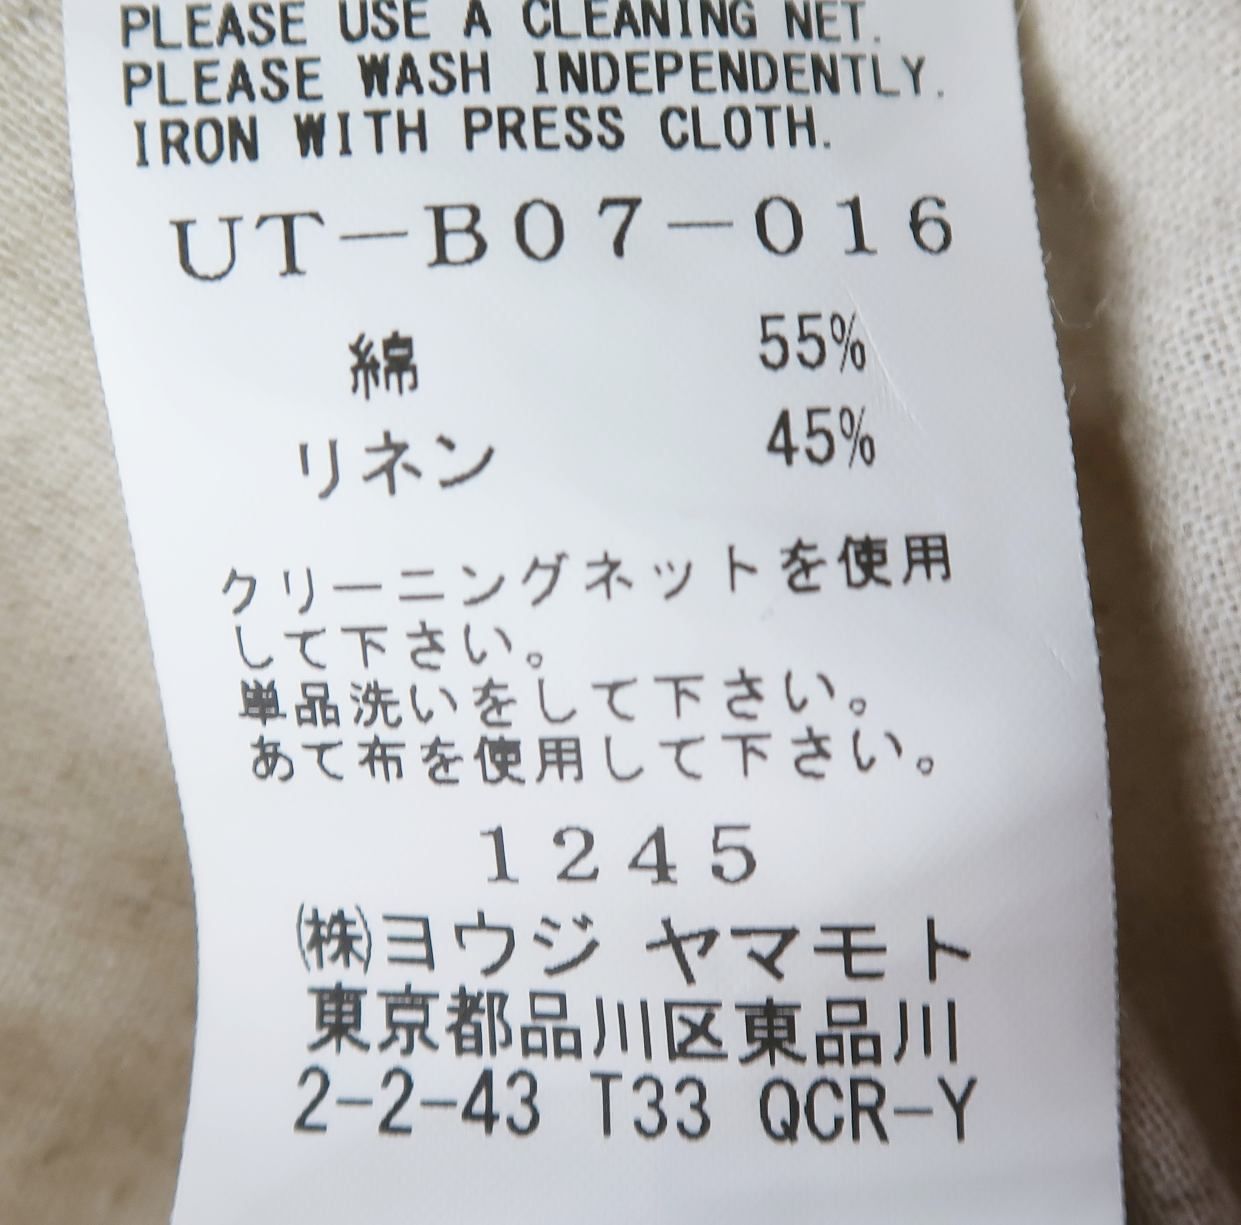 PLEASE USE A CLEANING NET.
PLEASE WASH INDEPENDENTLY.
IRON WITH PRESS CLOTH.
UT-B07-016
綿 55%
リネン 45%
クリーニングネットを使用
して下さい。
単品洗いをして下さい。
あて布を使用して下さい。
1245
(株)ヨウジ ヤマモト
東京都品川区東品川
2-2-43 T33 QCR-Y